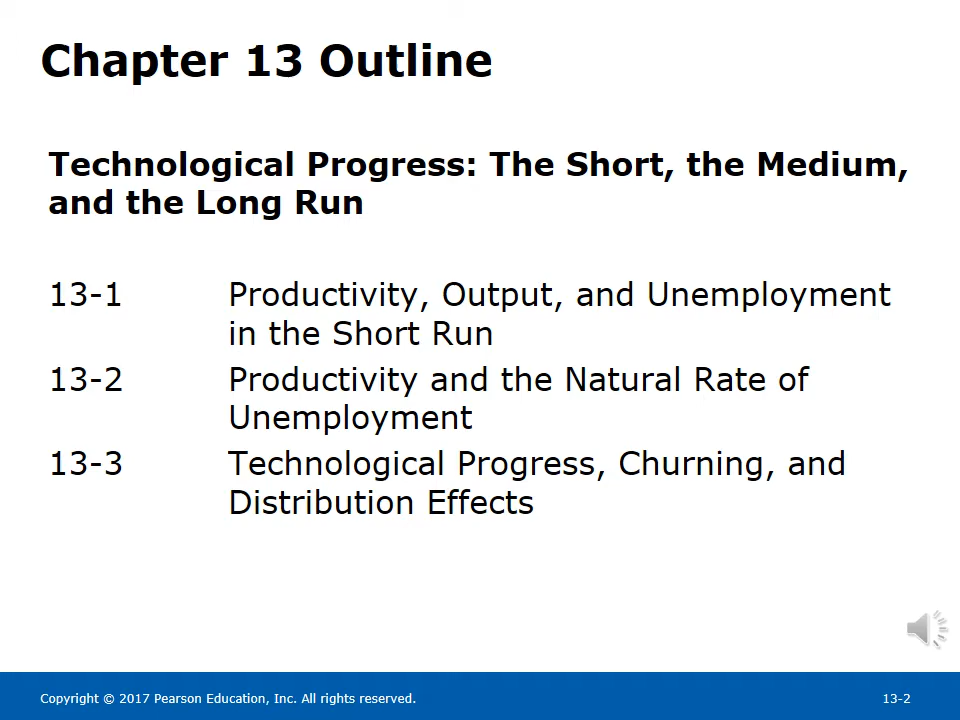 Chapter 13 Outline
Technological Progress: The Short, the Medium,
and the Long Run
13-1 Productivity, Output, and Unemployment
in the Short Run
13-2 Productivity and the Natural Rate of
Unemployment
13-3 Technological Progress, Churning, and
Distribution Effects
Copyright © 2017 Pearson Education, Inc. All rights reserved. 13-2